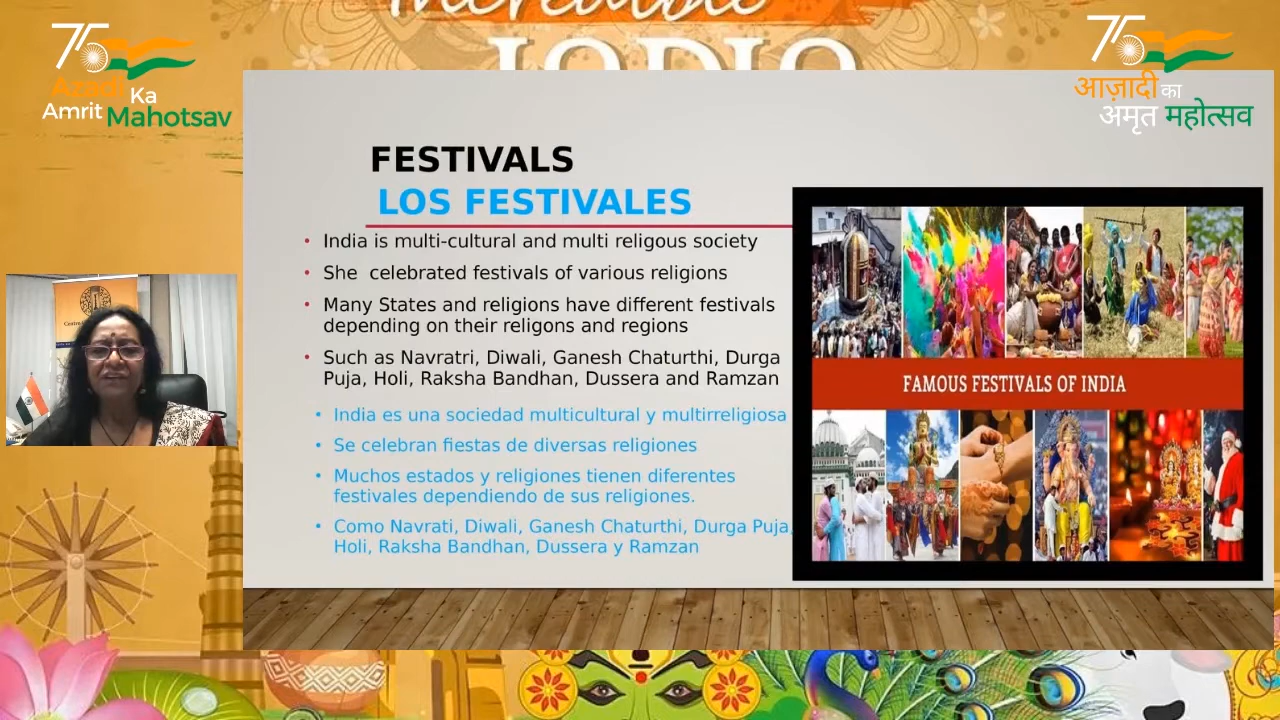 Incredible
INDIA
75
Azadi Ka
Amrit Mahotsav
75
आज़ादी का
अमृत महोत्सव
FESTIVALS
LOS FESTIVALES
• India is multi-cultural and multi religous society
• She celebrated festivals of various religions
• Many States and religions have different festivals
depending on their religons and regions
• Such as Navratri, Diwali, Ganesh Chaturthi, Durga
Puja, Holi, Raksha Bandhan, Dussera and Ramzan
• India es una sociedad multicultural y multirreligiosa
• Se celebran fiestas de diversas religiones
• Muchos estados y religiones tienen diferentes
festivales dependiendo de sus religiones.
• Como Navrati, Diwali, Ganesh Chaturthi, Durga Puja,
Holi, Raksha Bandhan, Dussera y Ramzan
FAMOUS FESTIVALS OF INDIA